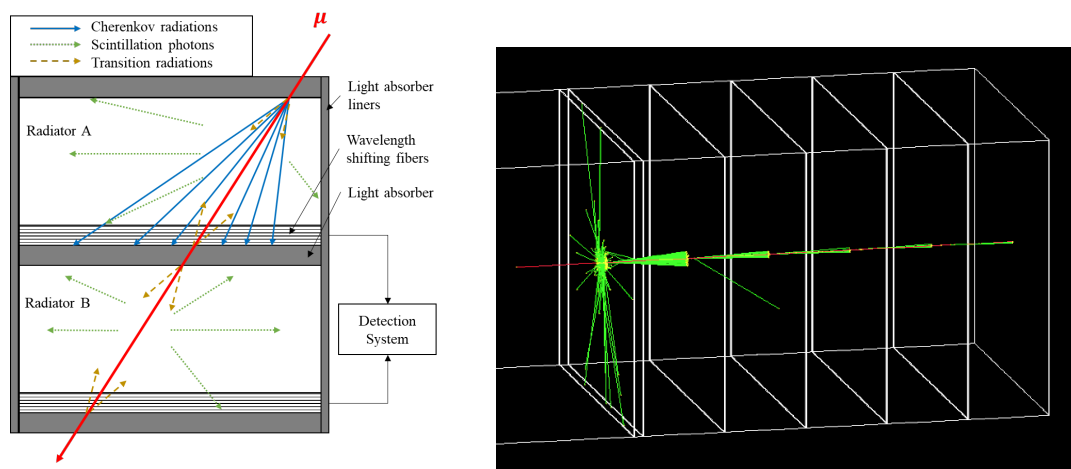 Cherenkov radiations
Scintillation photons
Transition radiations
μ
Light absorber
liners
Radiator A
Wavelength
shifting fibers
Light absorber
Radiator B
Detection
System